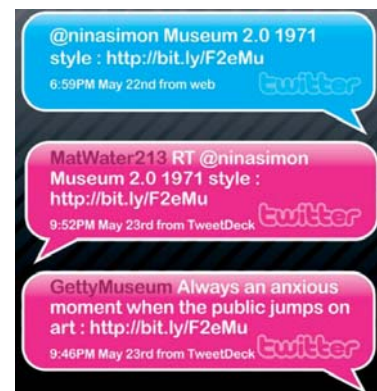 @ninasimon Museum 2.0 1971
style : http://bit.ly/F2eMu
6:59PM May 22nd from web
twitter
MatWater213 RT @ninasimon
Museum 2.0 1971 style :
http://bit.ly/F2eMu
9:52PM May 23rd from TweetDeck
twitter
GettyMuseum Always an anxious
moment when the public jumps on
art : http://bit.ly/F2eMu
9:46PM May 23rd from TweetDeck
twitter